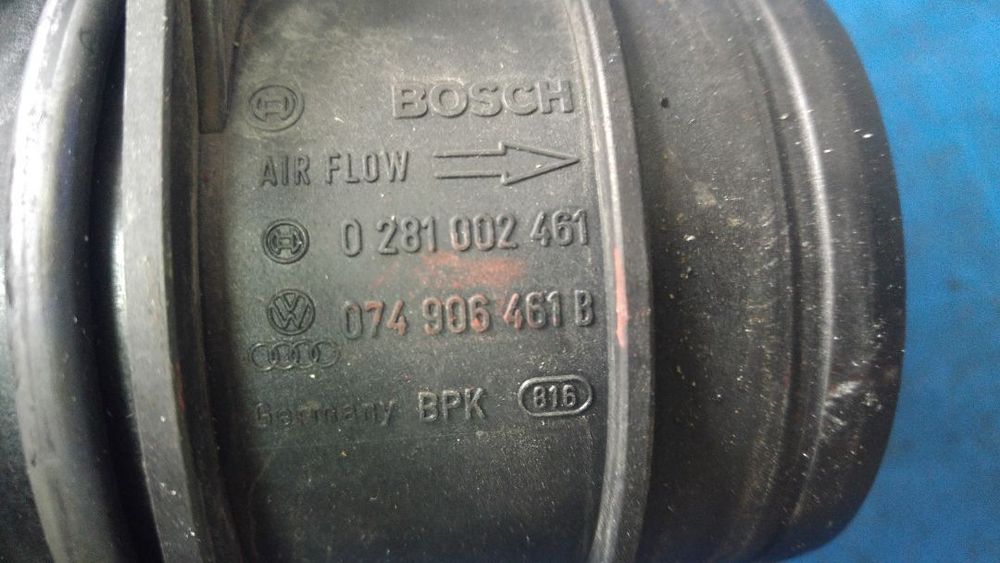 BOSCH
AIR FLOW
0 281 002 461
074 906 461 B
Germany BPK 816